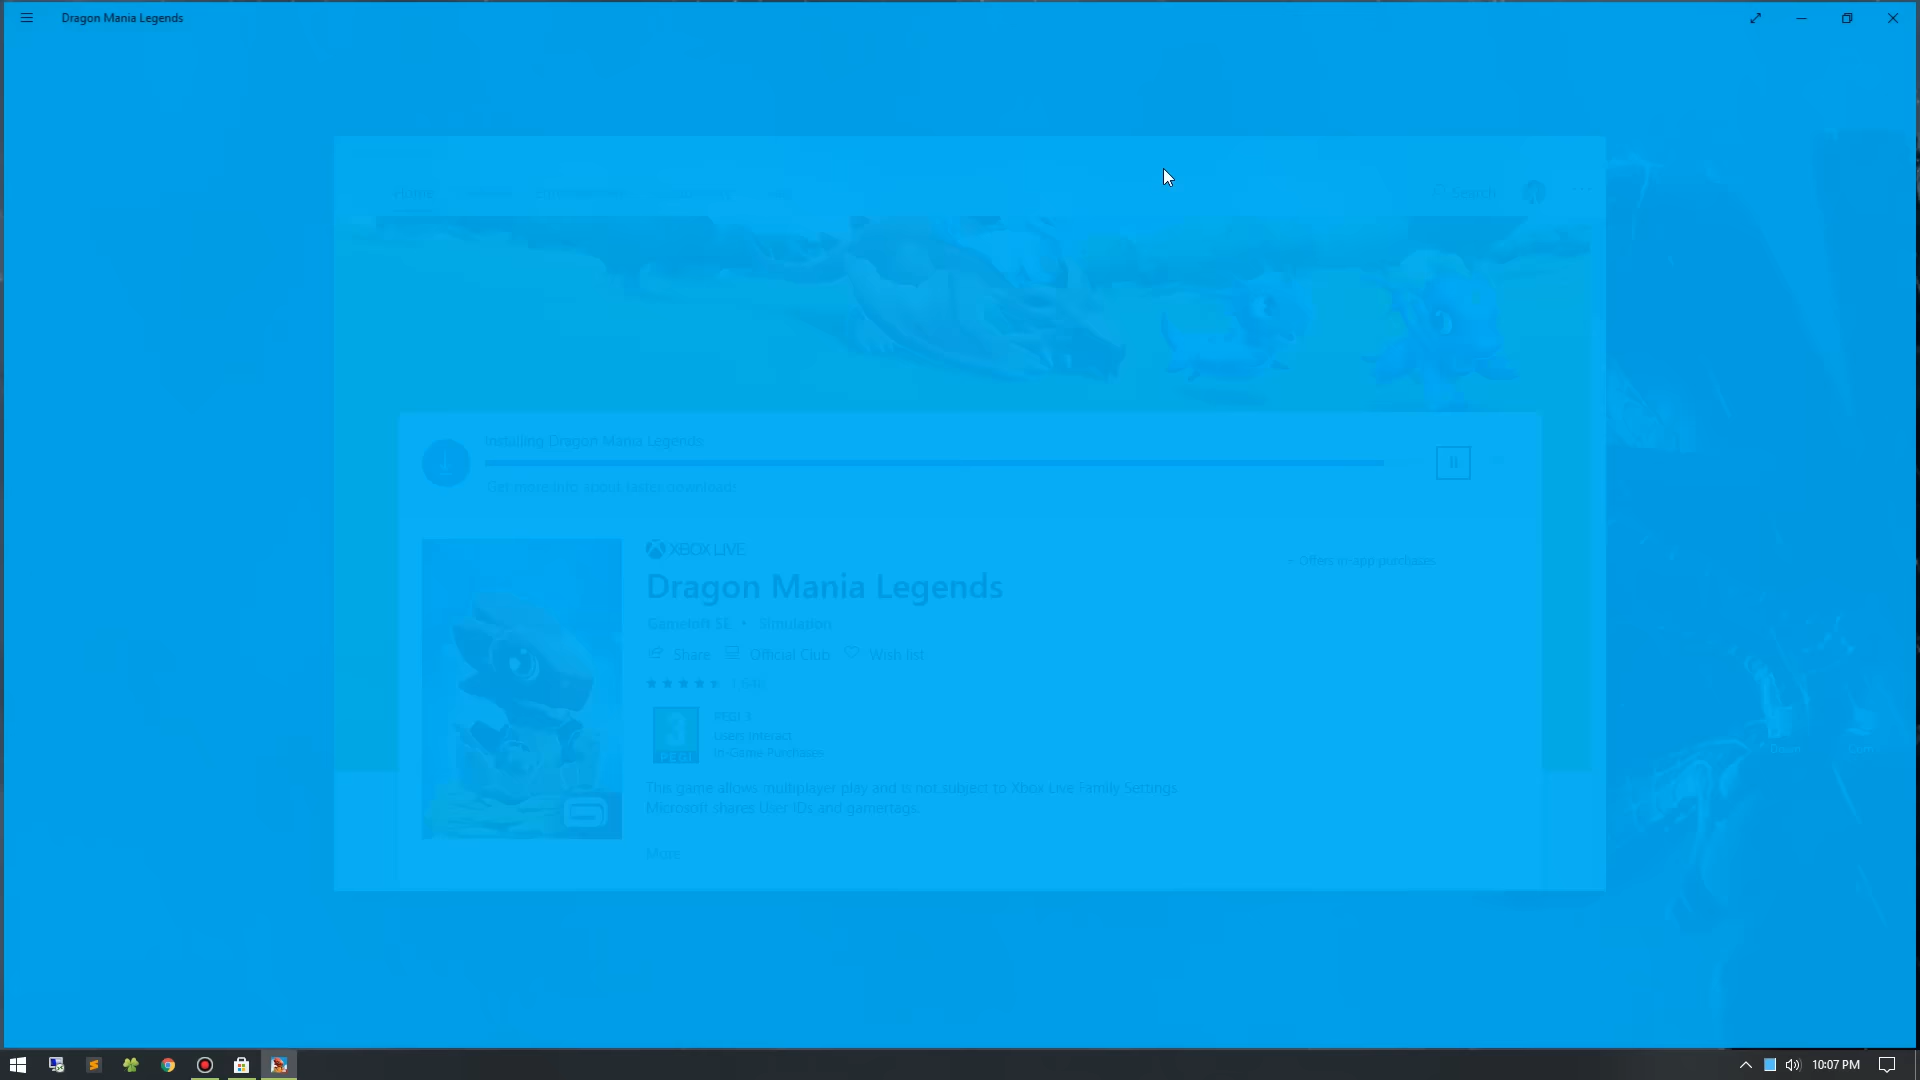 Dragon Mania Legends
Home
Search
Installing Dragon Mania Legends
Get more info about faster downloads
XBOX LIVE
Dragon Mania Legends
+ Offers in-app purchases
Gameloft SE • Simulation
Share Official Club Wish list
3
PEGI
PEGI 3
Users Interact
In-Game Purchases
This game allows multiplayer play and is not subject to Xbox Live Family Settings.
Microsoft shares User IDs and gamertags.
More
10:07 PM